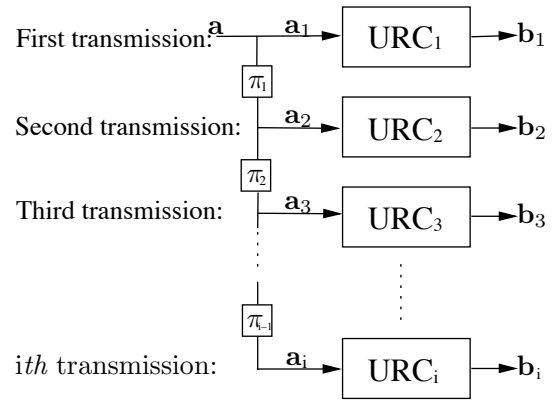 First transmission: a a₁ URC₁ b₁
π₁
Second transmission: a₂ URC₂ b₂
π₂
Third transmission: a₃ URC₃ b₃
πᵢ₋₁
ith transmission: aᵢ URCᵢ bᵢ